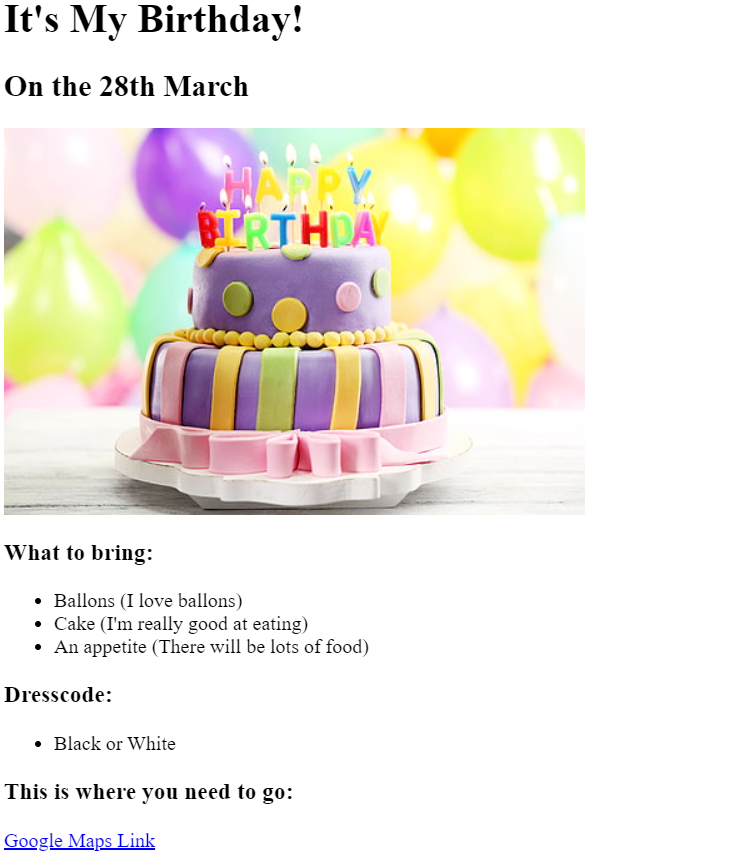 It's My Birthday!
On the 28th March
HAPPY
BIRTHDAY
What to bring:
Ballons (I love ballons)
Cake (I'm really good at eating)
An appetite (There will be lots of food)
Dresscode:
Black or White
This is where you need to go:
Google Maps Link